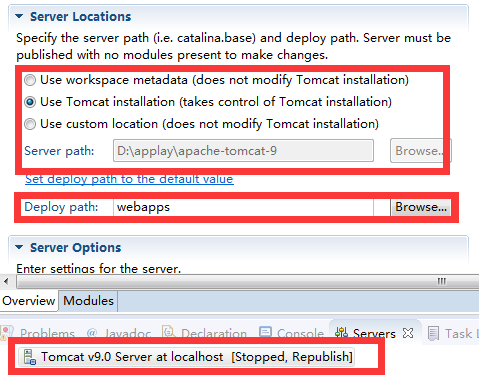 Server Locations
Specify the server path (i.e. catalina.base) and deploy path. Server must be
published with no modules present to make changes.
Use workspace metadata (does not modify Tomcat installation)
Use Tomcat installation (takes control of Tomcat installation)
Use custom location (does not modify Tomcat installation)
Server path: D:\applay\apache-tomcat-9 Browse...
Set deploy path to the default value
Deploy path: webapps Browse...
Server Options
Enter settings for the server.
Overview Modules
Problems @ Javadoc Declaration Console Servers Task L
Tomcat v9.0 Server at localhost [Stopped, Republish]